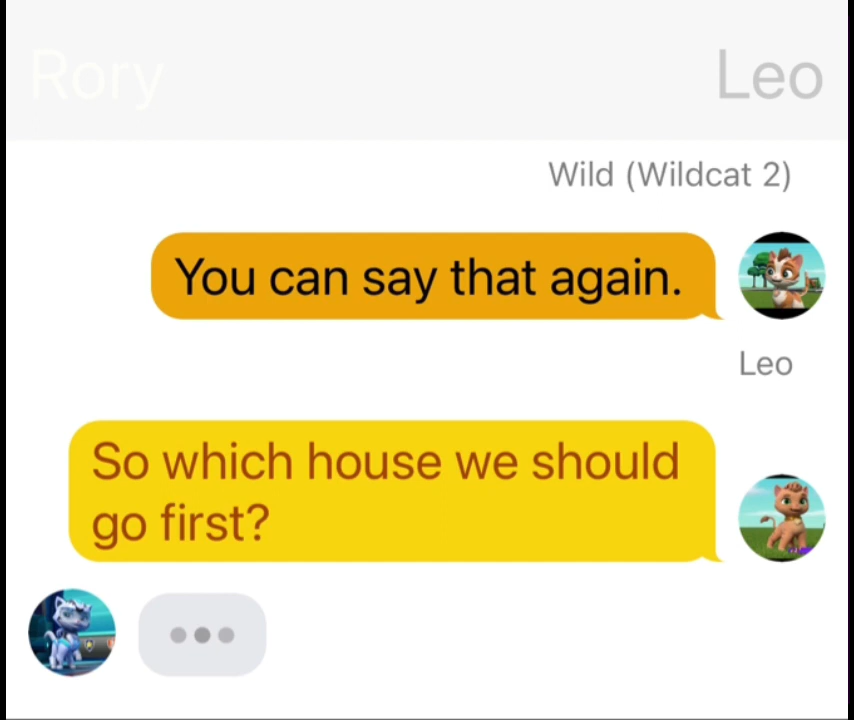 Rory
Leo
Wild (Wildcat 2)
You can say that again.
Leo
So which house we should
go first?